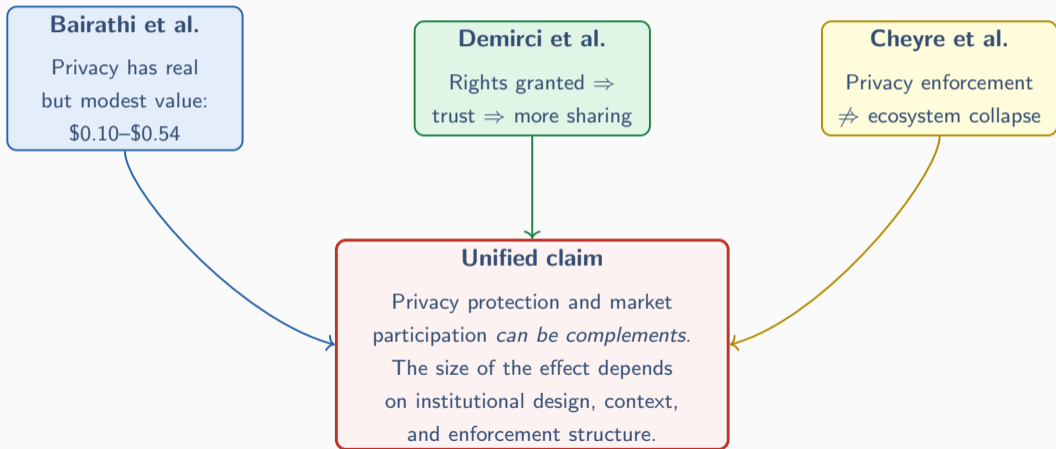 Bairathi et al.
Privacy has real
but modest value:
$0.10–$0.54
Demirci et al.
Rights granted ⇒
trust ⇒ more sharing
Cheyre et al.
Privacy enforcement
⇏ ecosystem collapse
Unified claim
Privacy protection and market
participation can be complements.
The size of the effect depends
on institutional design, context,
and enforcement structure.